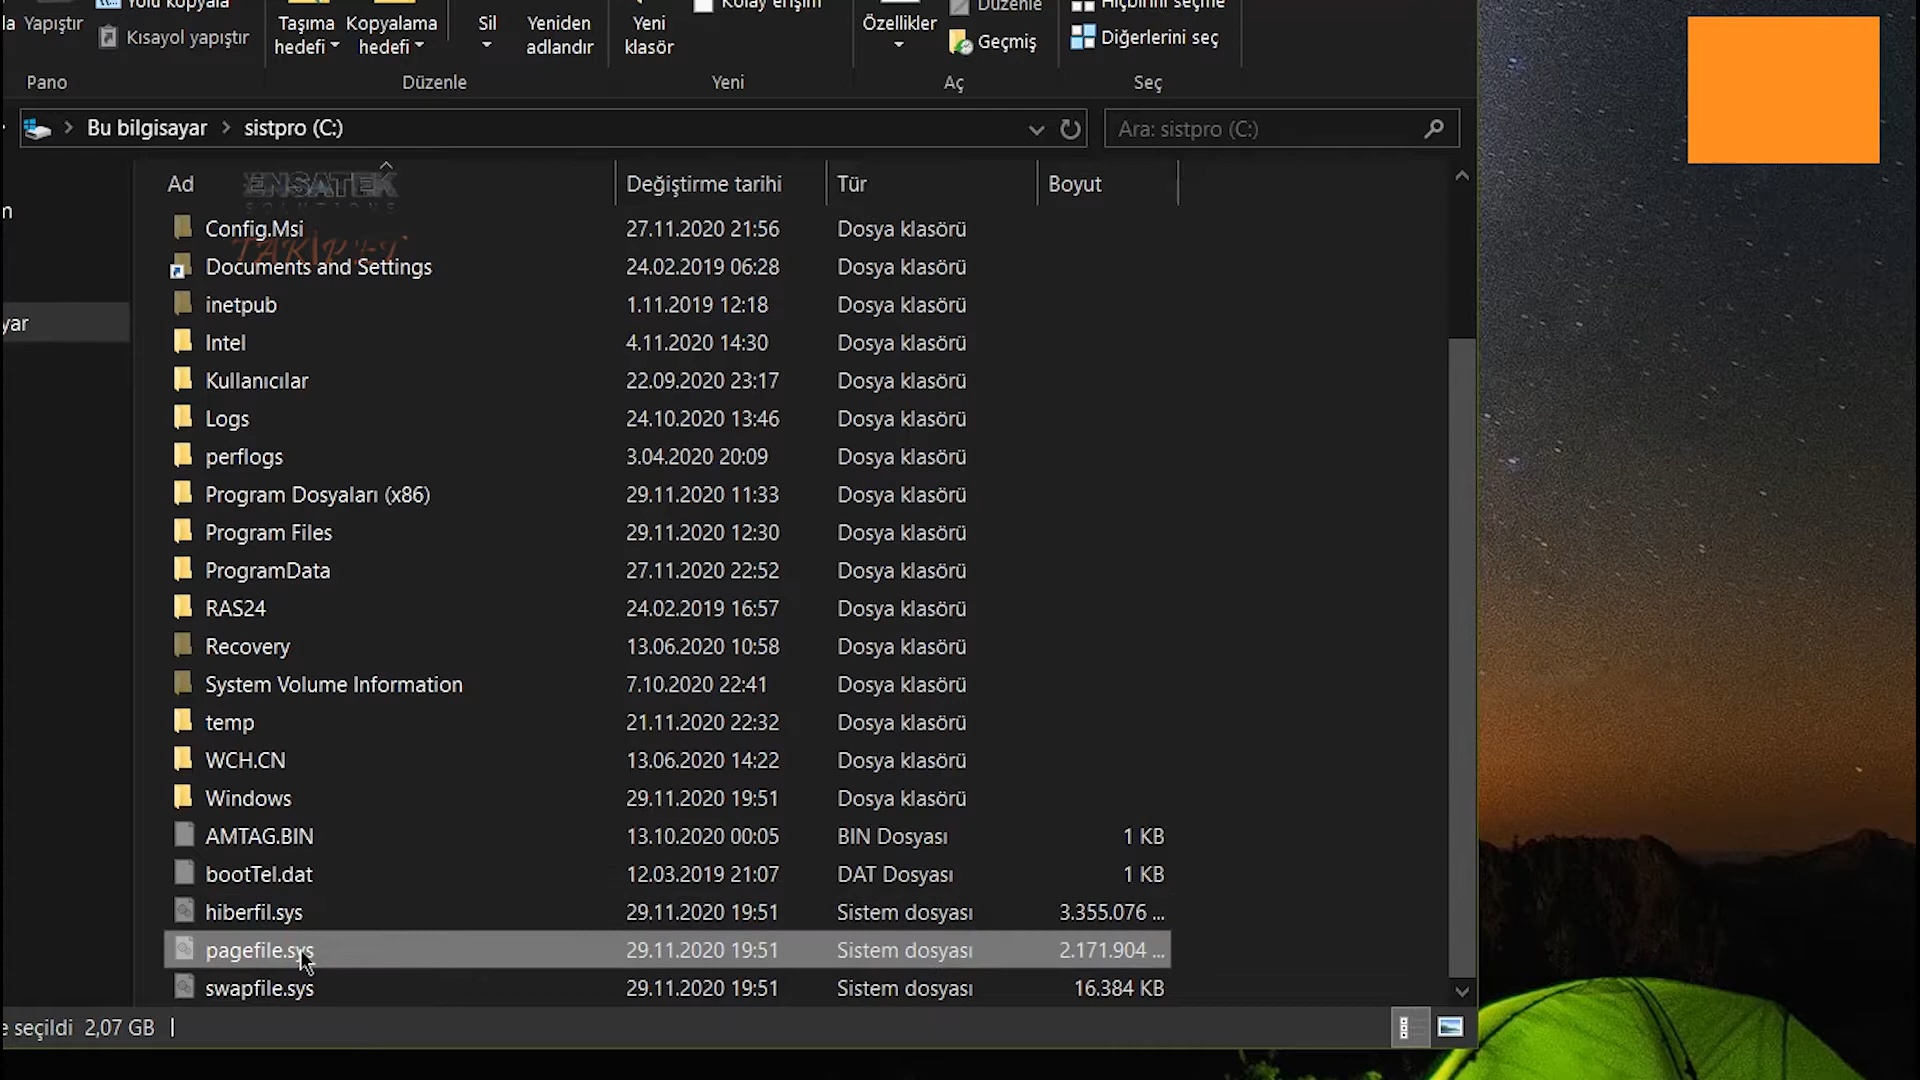 Yolu kopyala
Yapıştır
Kısayol yapıştır
Taşıma
hedefi
Kopyalama
hedefi
Sil
Yeniden
adlandır
Yeni
klasör
Kolay erişim
Özellikler
Düzenle
Geçmiş
Hiçbirini seçme
Diğerlerini seç
Pano
Düzenle
Yeni
Aç
Seç
Bu bilgisayar > sistpro (C:)
Ara: sistpro (C:)
Ad Değiştirme tarihi Tür Boyut
ENSATEK
SOLUTIONS
TAKİP ET
Config.Msi 27.11.2020 21:56 Dosya klasörü
Documents and Settings 24.02.2019 06:28 Dosya klasörü
inetpub 1.11.2019 12:18 Dosya klasörü
Intel 4.11.2020 14:30 Dosya klasörü
yar
Kullanıcılar 22.09.2020 23:17 Dosya klasörü
Logs 24.10.2020 13:46 Dosya klasörü
perflogs 3.04.2020 20:09 Dosya klasörü
Program Dosyaları (x86) 29.11.2020 11:33 Dosya klasörü
Program Files 29.11.2020 12:30 Dosya klasörü
ProgramData 27.11.2020 22:52 Dosya klasörü
RAS24 24.02.2019 16:57 Dosya klasörü
Recovery 13.06.2020 10:58 Dosya klasörü
System Volume Information 7.10.2020 22:41 Dosya klasörü
temp 21.11.2020 22:32 Dosya klasörü
WCH.CN 13.06.2020 14:22 Dosya klasörü
Windows 29.11.2020 19:51 Dosya klasörü
AMTAG.BIN 13.10.2020 00:05 BIN Dosyası 1 KB
bootTel.dat 12.03.2019 21:07 DAT Dosyası 1 KB
hiberfil.sys 29.11.2020 19:51 Sistem dosyası 3.355.076 ...
pagefile.sys 29.11.2020 19:51 Sistem dosyası 2.171.904 ...
swapfile.sys 29.11.2020 19:51 Sistem dosyası 16.384 KB
e seçildi 2,07 GB